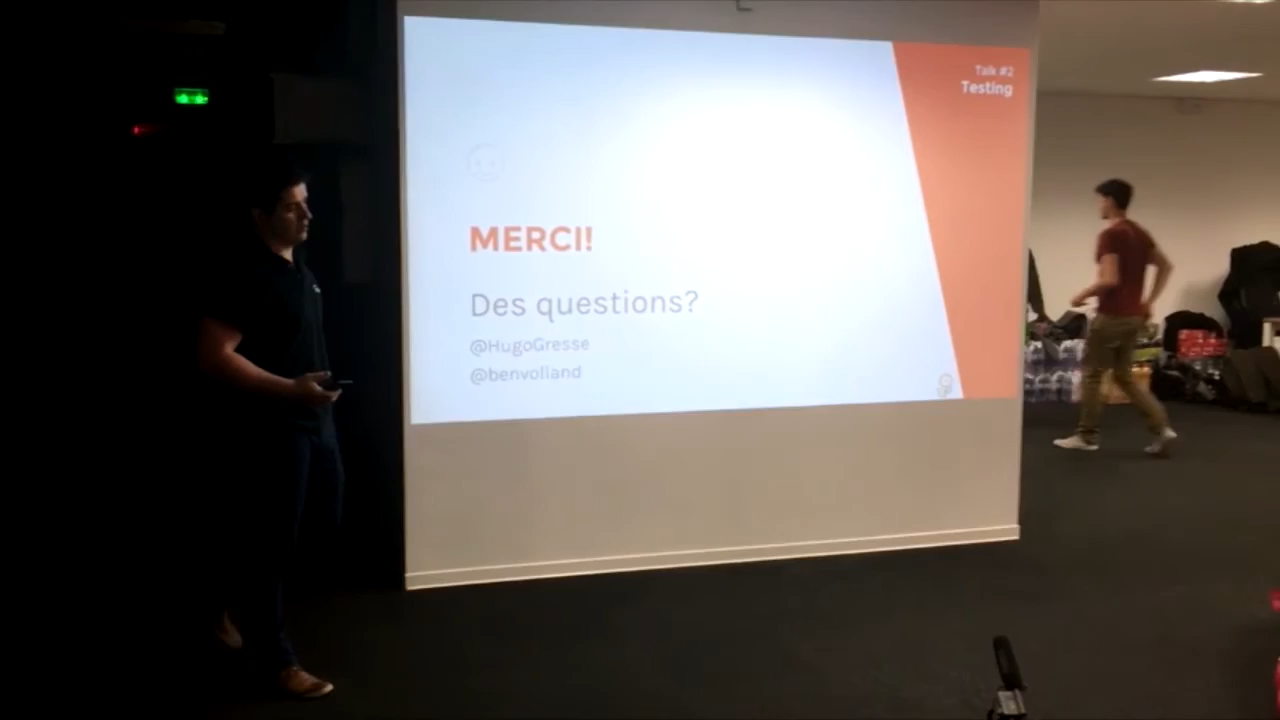 Talk #2
Testing
MERCI!
Des questions?
@HugoGresse
@benvolland